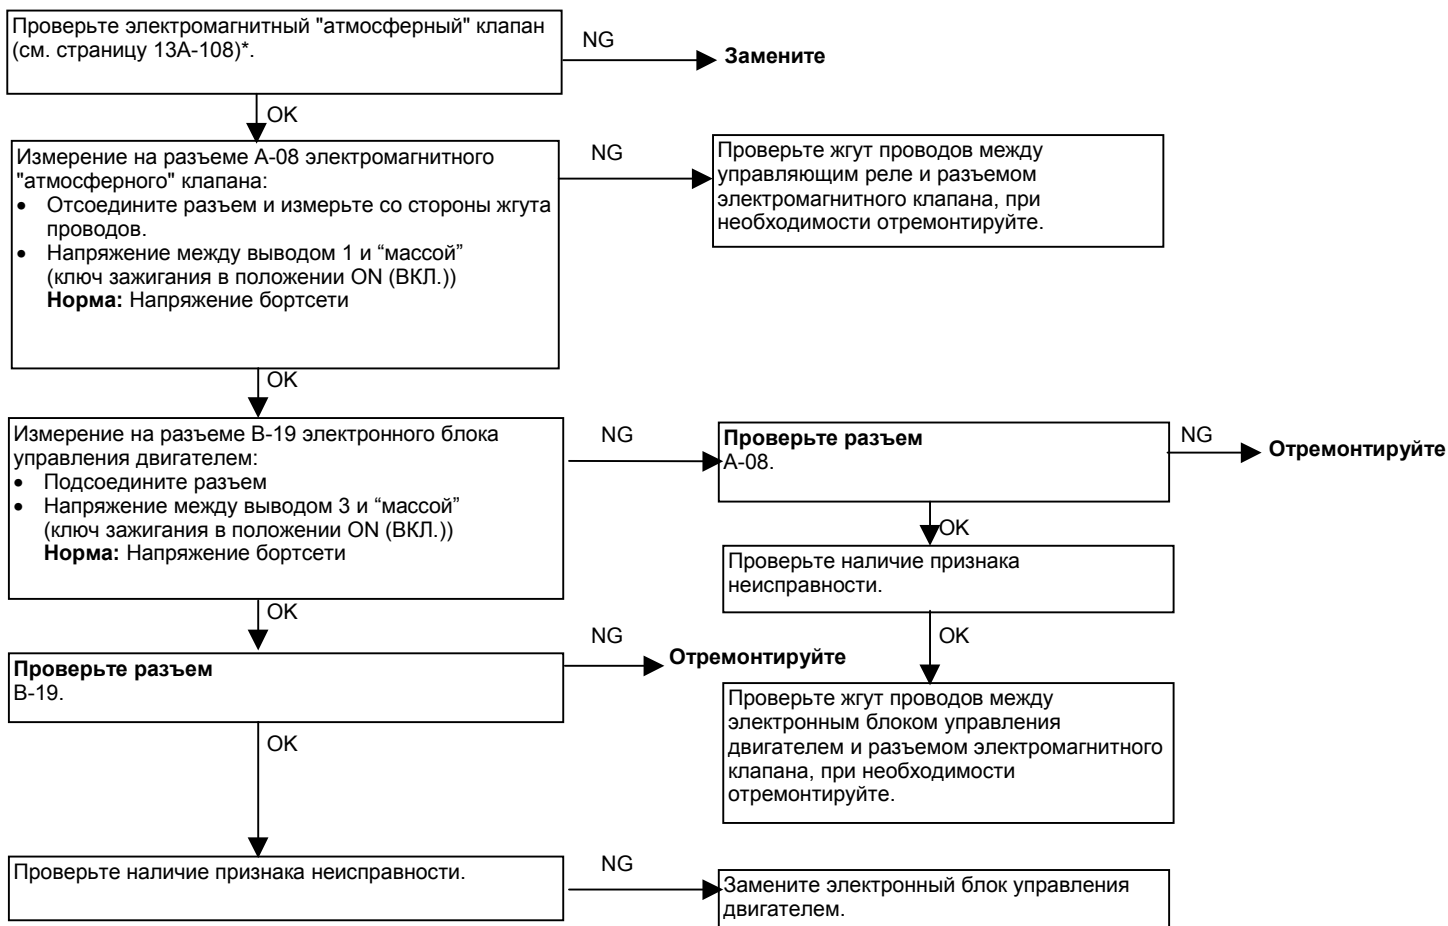 Проверьте электромагнитный "атмосферный" клапан
(см. страницу 13A-108)*.
NG
Замените
OK
Измерение на разъеме A-08 электромагнитного
"атмосферного" клапана:
• Отсоедините разъем и измерьте со стороны жгута
проводов.
• Напряжение между выводом 1 и “массой”
(ключ зажигания в положении ON (ВКЛ.))
Норма: Напряжение бортсети
NG
Проверьте жгут проводов между
управляющим реле и разъемом
электромагнитного клапана, при
необходимости отремонтируйте.
OK
Измерение на разъеме B-19 электронного блока
управления двигателем:
• Подсоедините разъем
• Напряжение между выводом 3 и “массой”
(ключ зажигания в положении ON (ВКЛ.))
Норма: Напряжение бортсети
NG
Проверьте разъем
A-08.
NG
Отремонтируйте
OK
Проверьте наличие признака
неисправности.
OK
Проверьте жгут проводов между
электронным блоком управления
двигателем и разъемом электромагнитного
клапана, при необходимости
отремонтируйте.
OK
Проверьте разъем
B-19.
NG
Отремонтируйте
OK
Проверьте наличие признака неисправности.
NG
Замените электронный блок управления
двигателем.